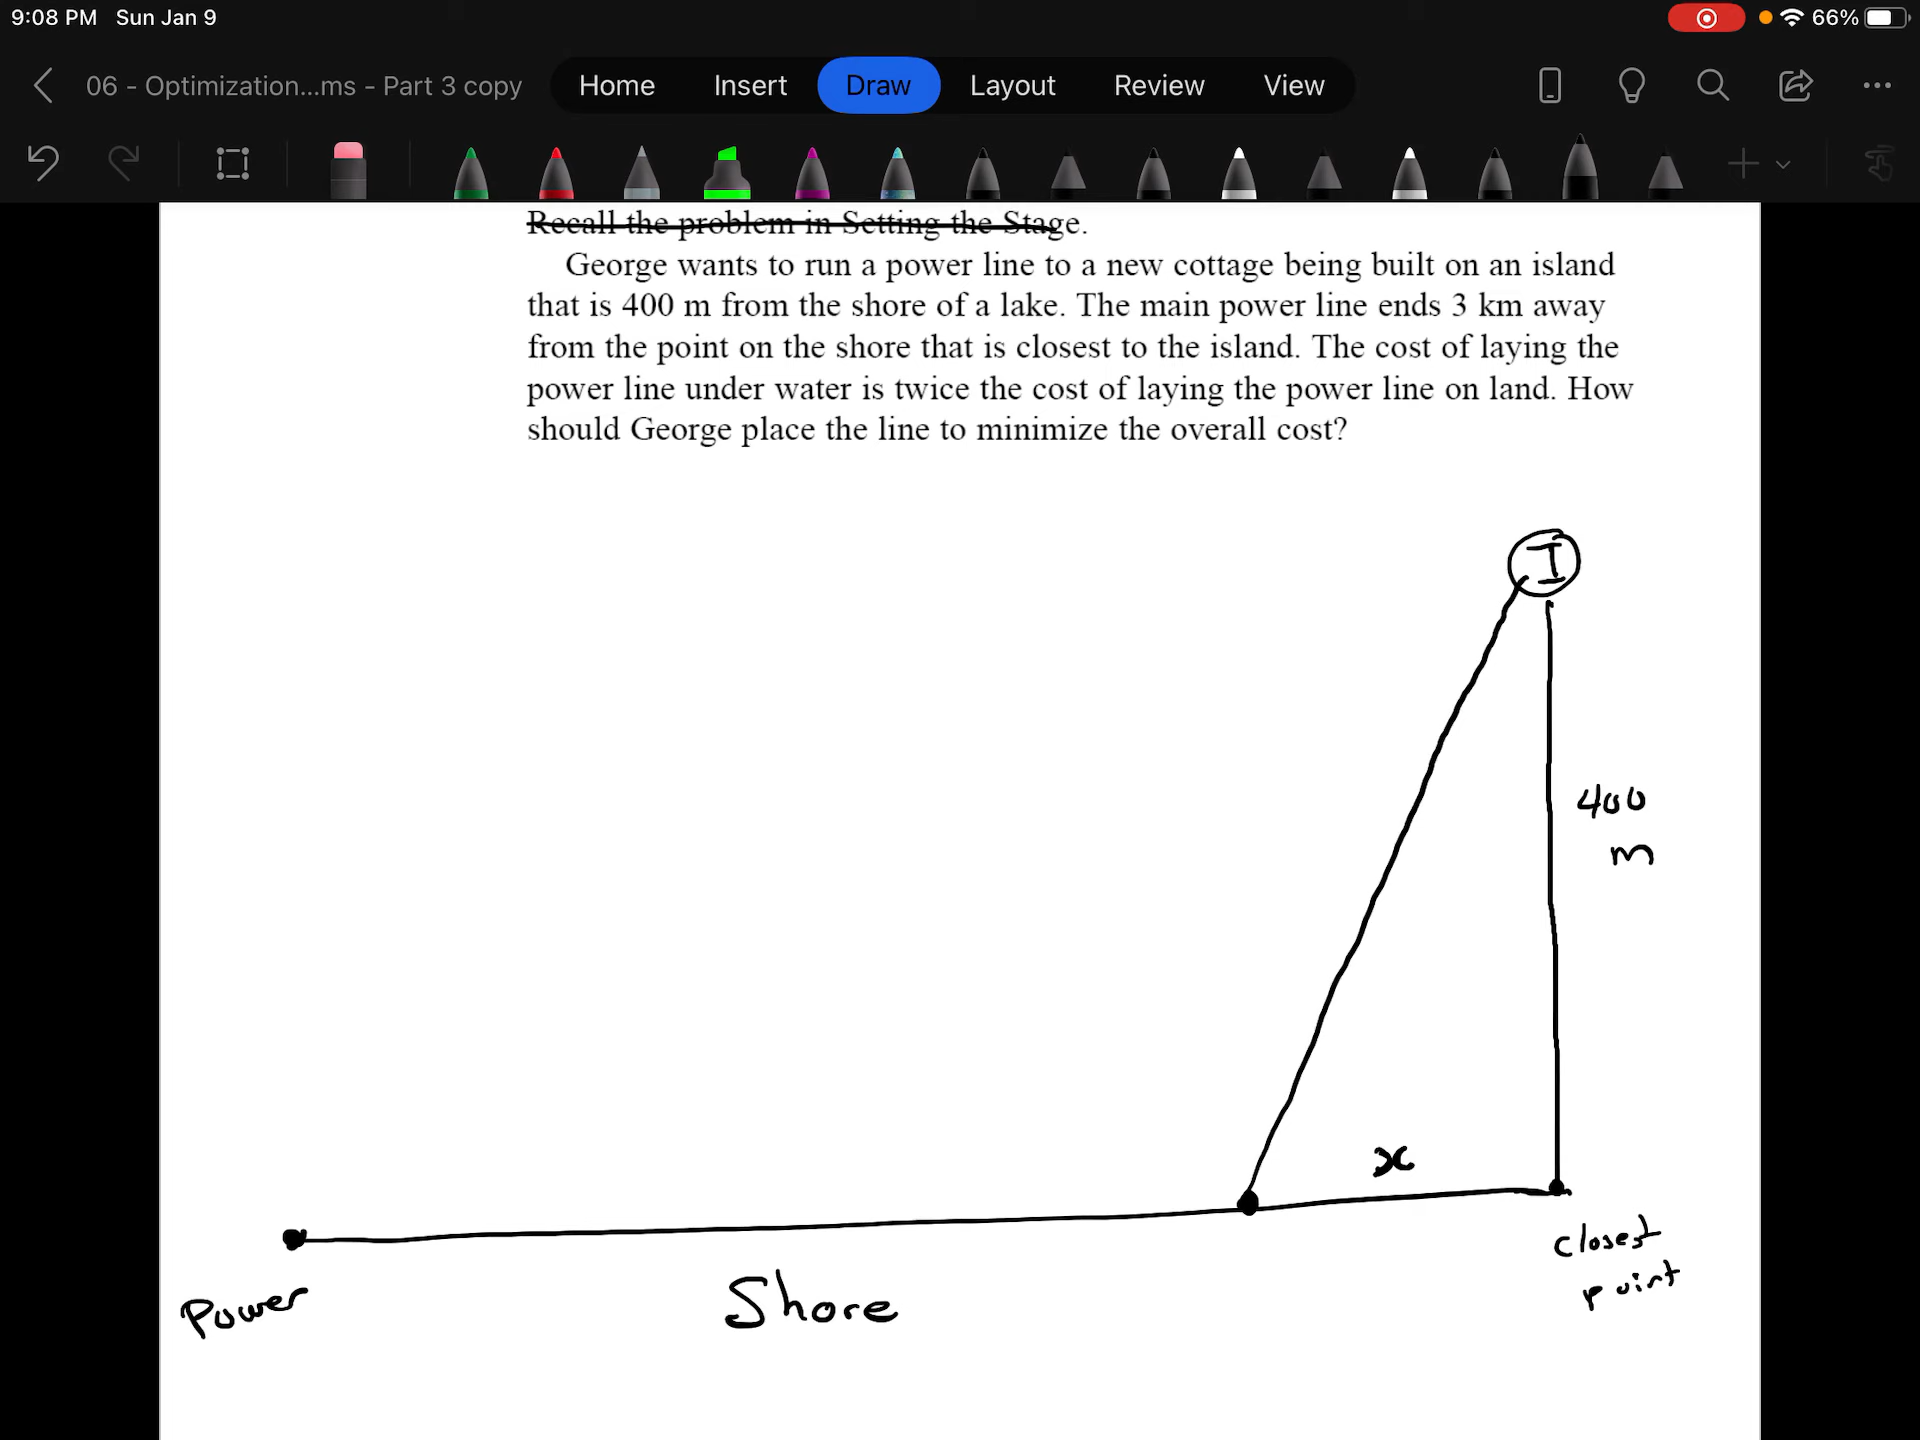 9:08 PM Sun Jan 9
66%
06 - Optimization...ms - Part 3 copy
Home Insert Draw Layout Review View
Recall the problem in Setting the Stage.
George wants to run a power line to a new cottage being built on an island
that is 400 m from the shore of a lake. The main power line ends 3 km away
from the point on the shore that is closest to the island. The cost of laying the
power line under water is twice the cost of laying the power line on land. How
should George place the line to minimize the overall cost?
I
400
m
x
closest
point
Power
Shore